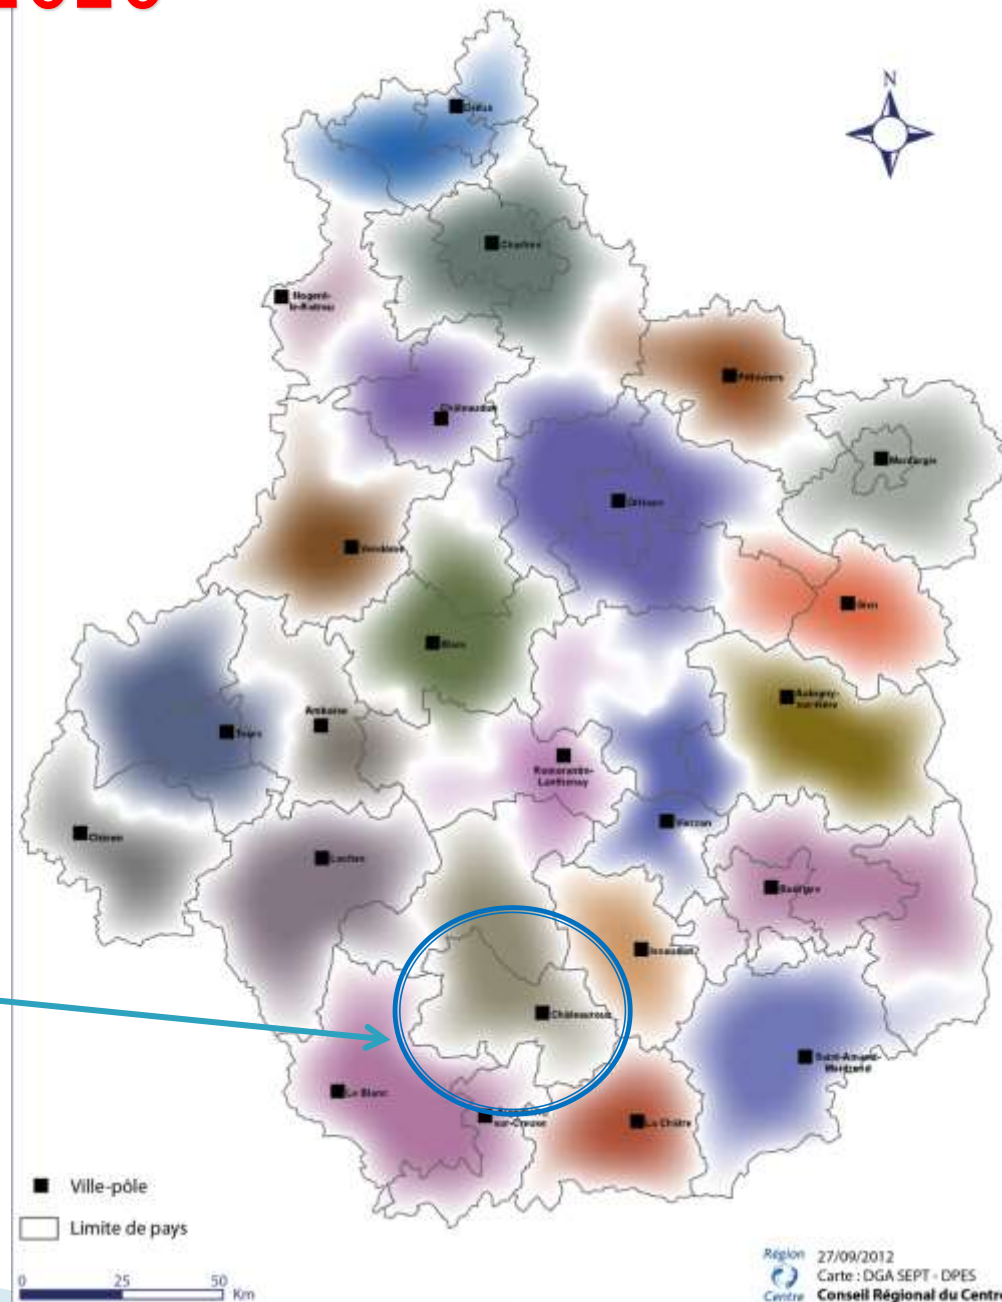 N
Dreux
Chartres
Nogent-
le-Rotrou
Pithiviers
Châteaudun
Montargis
Orléans
Vendôme
Gien
Blois
Aubigny-
sur-Nère
Amboise
Tours
Romorantin-
Lanthenay
Vierzon
Chinon
Loches
Bourges
Issoudun
Châteauroux
Saint-Amand-
Montrond
Le Blanc
sur-Creuse
La Châtre
Ville-pôle
Limite de pays
0 25 50
Km
Région
Centre
27/09/2012
Carte : DGA SEPT - DPES
Conseil Régional du Centre